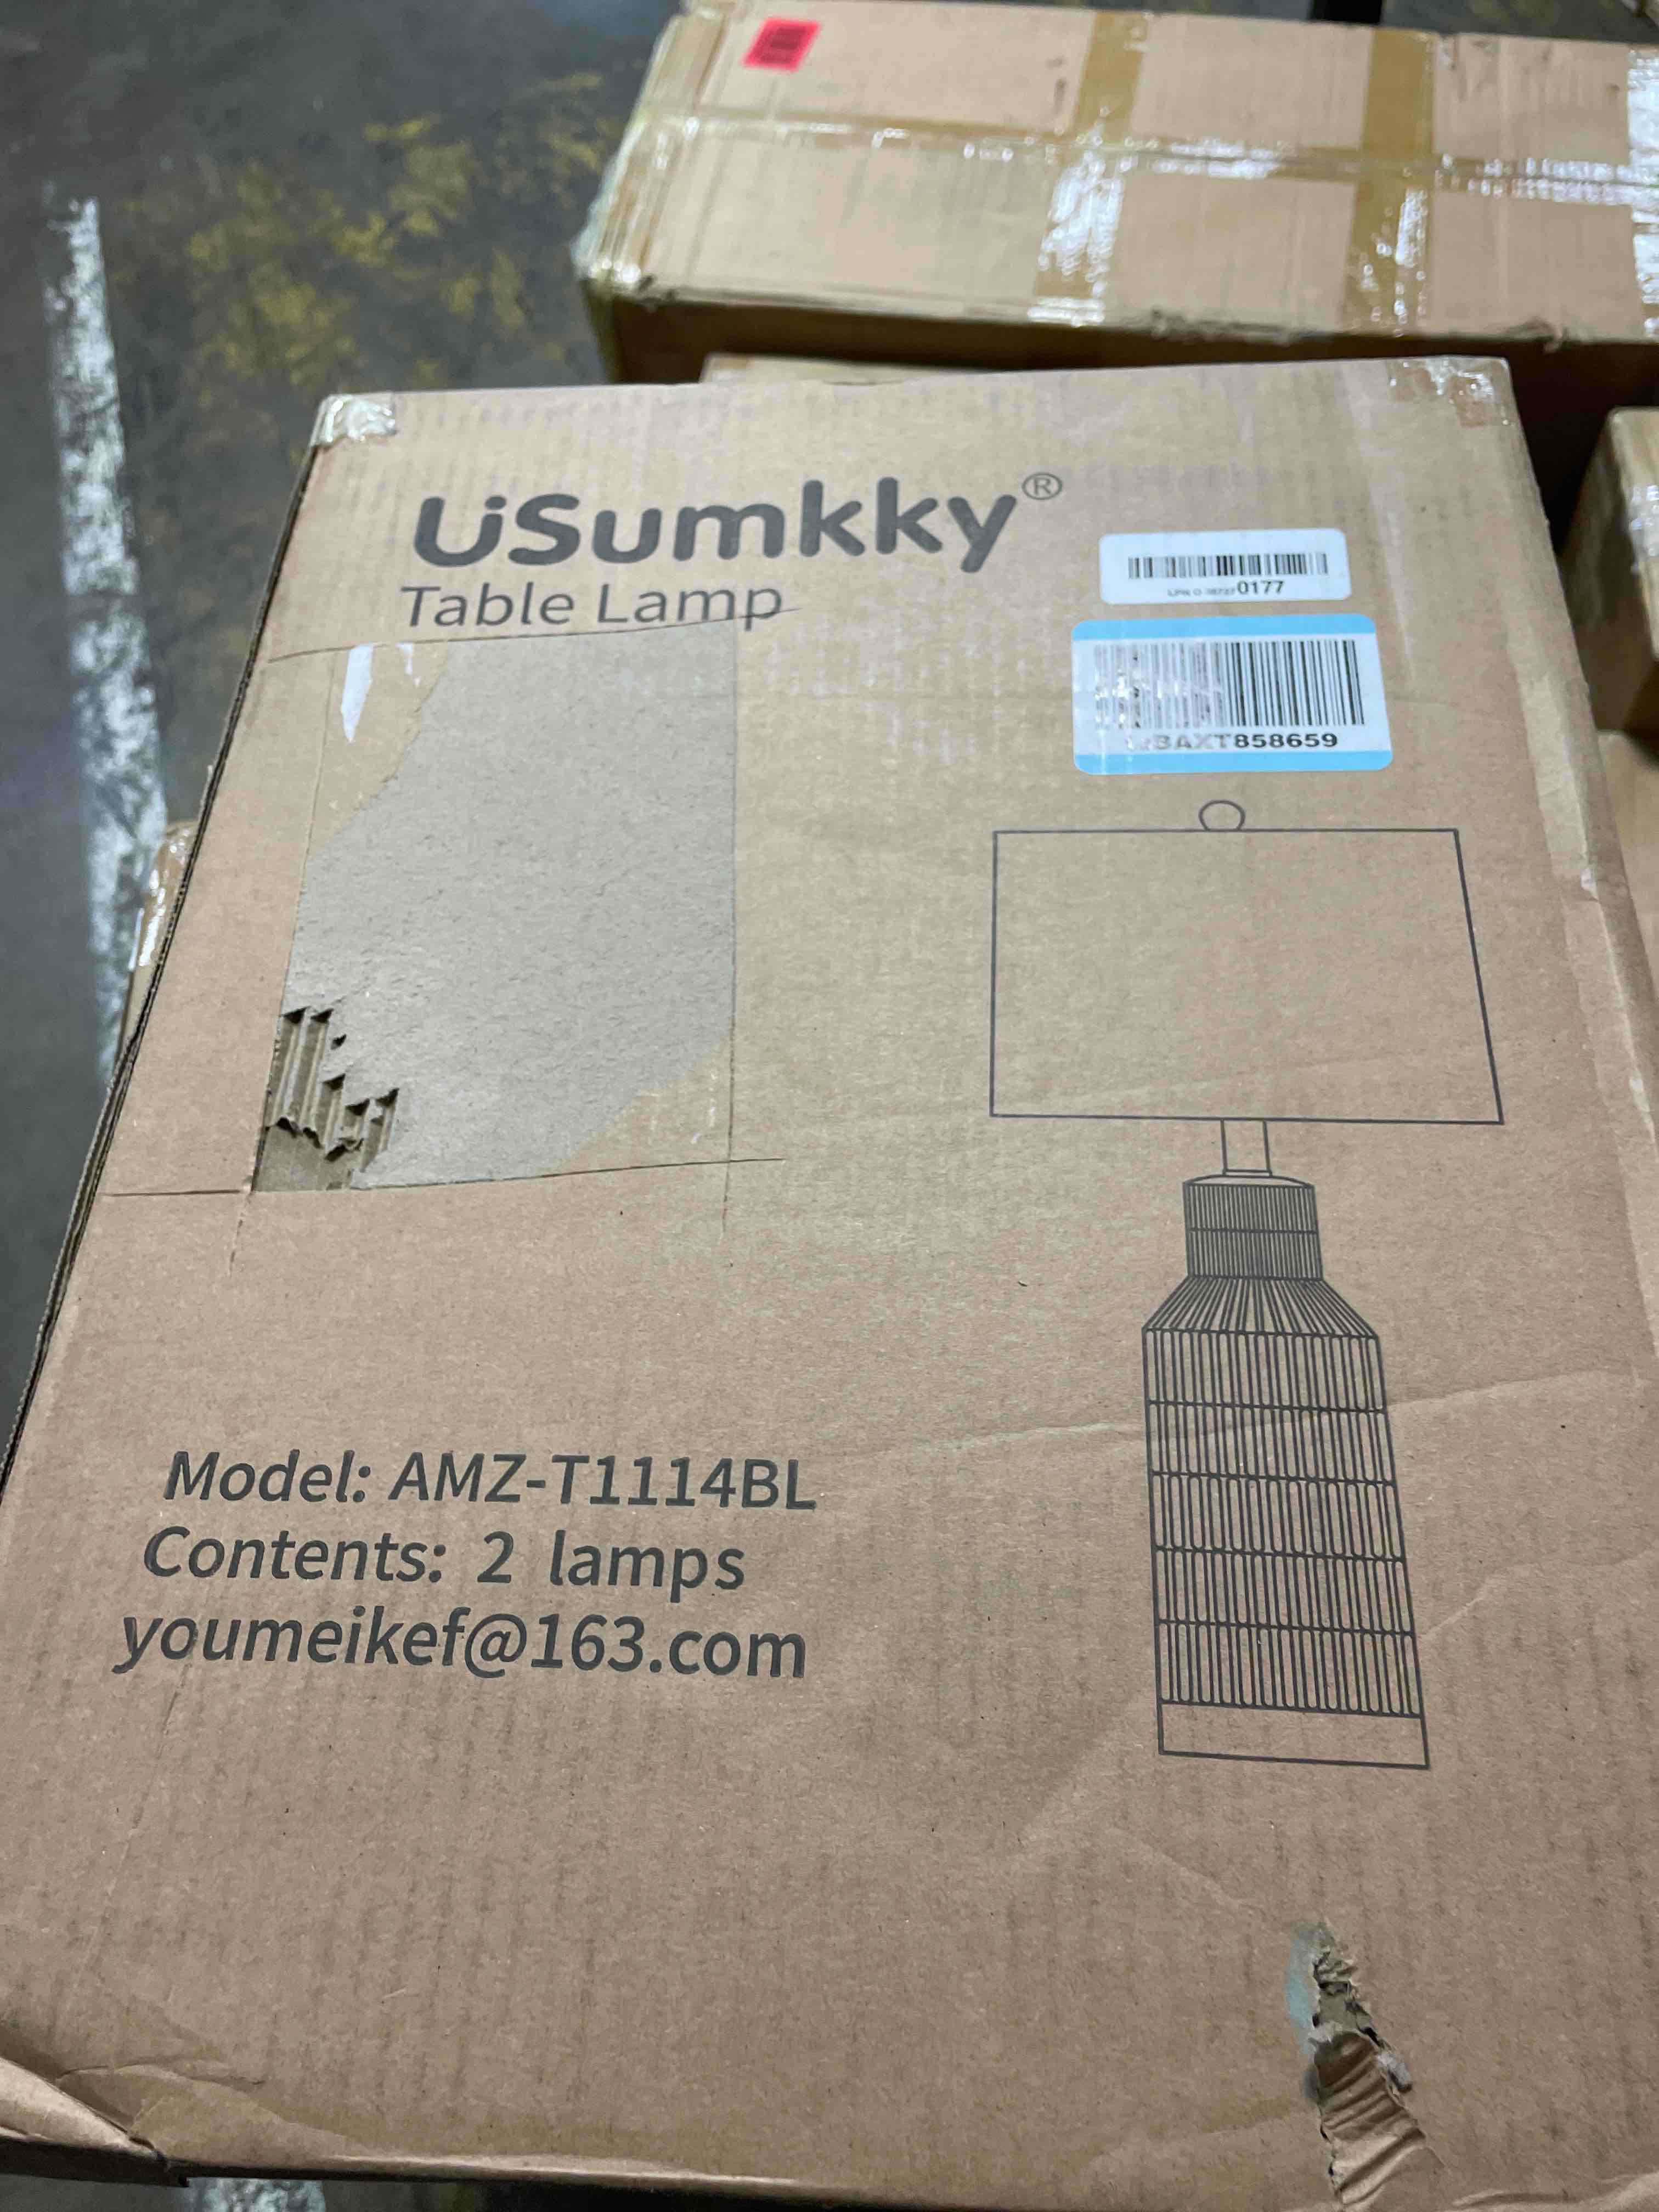 USumkky®
Table Lamp
0177
BAXT858659
Model: AMZ-T1114BL
Contents: 2 lamps
youmeikef@163.com